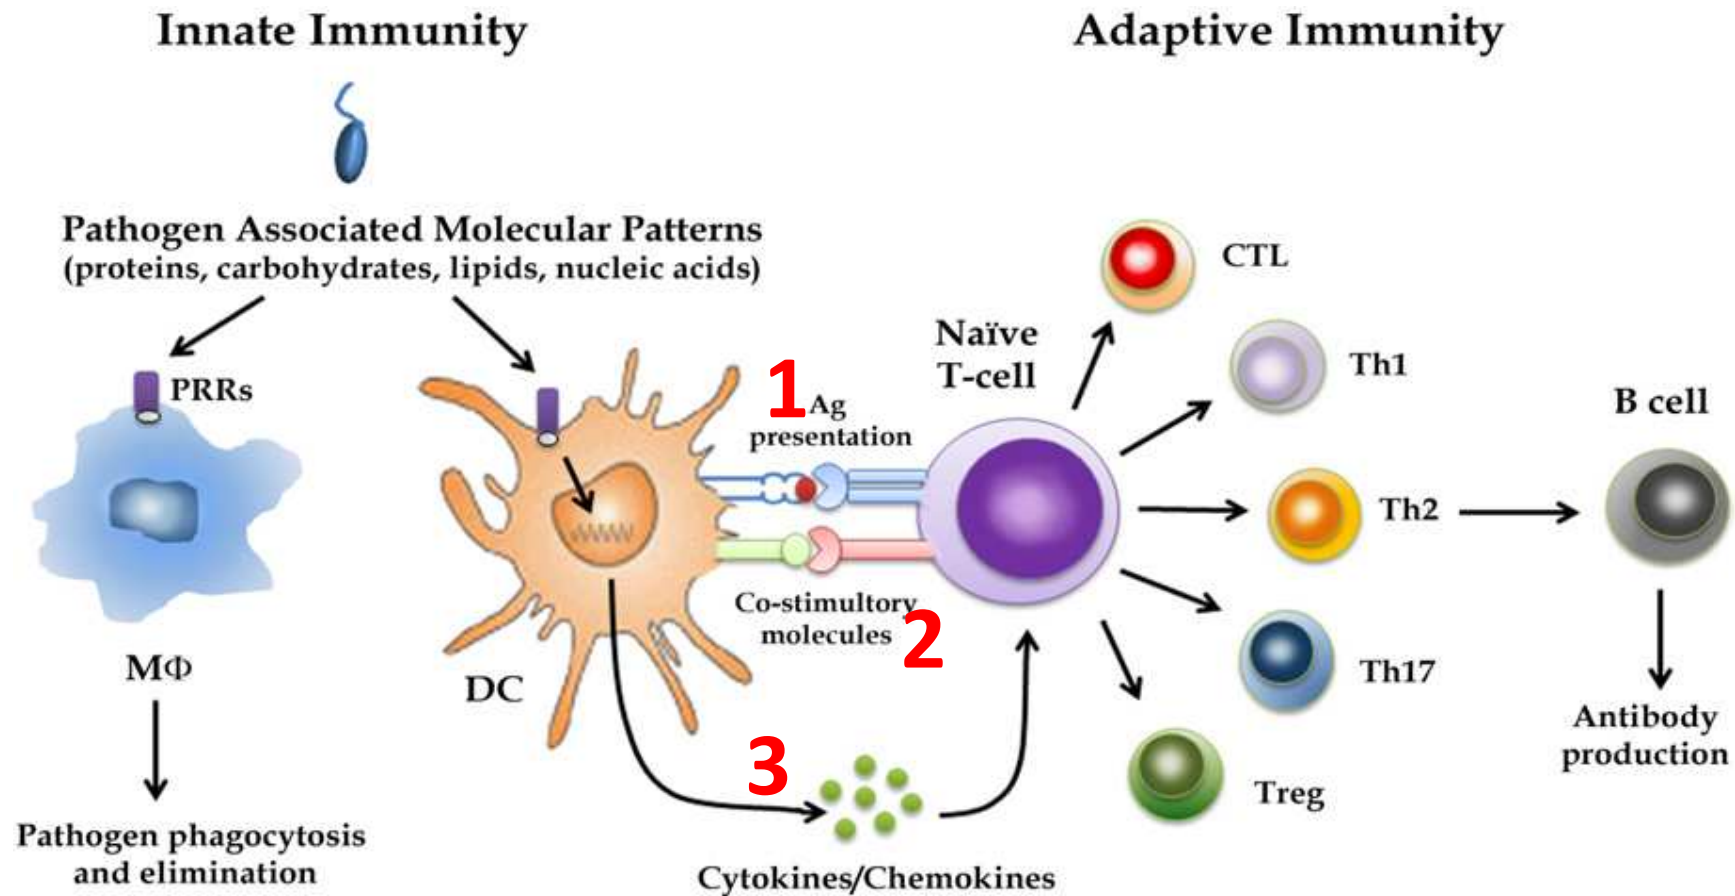 Innate Immunity
Adaptive Immunity
Pathogen Associated Molecular Patterns
(proteins, carbohydrates, lipids, nucleic acids)
PRRs
MΦ
Pathogen phagocytosis
and elimination
DC
1
Ag
presentation
Co-stimultory
molecules
2
3
Cytokines/Chemokines
Naïve
T-cell
CTL
Th1
Th2
Th17
Treg
B cell
Antibody
production